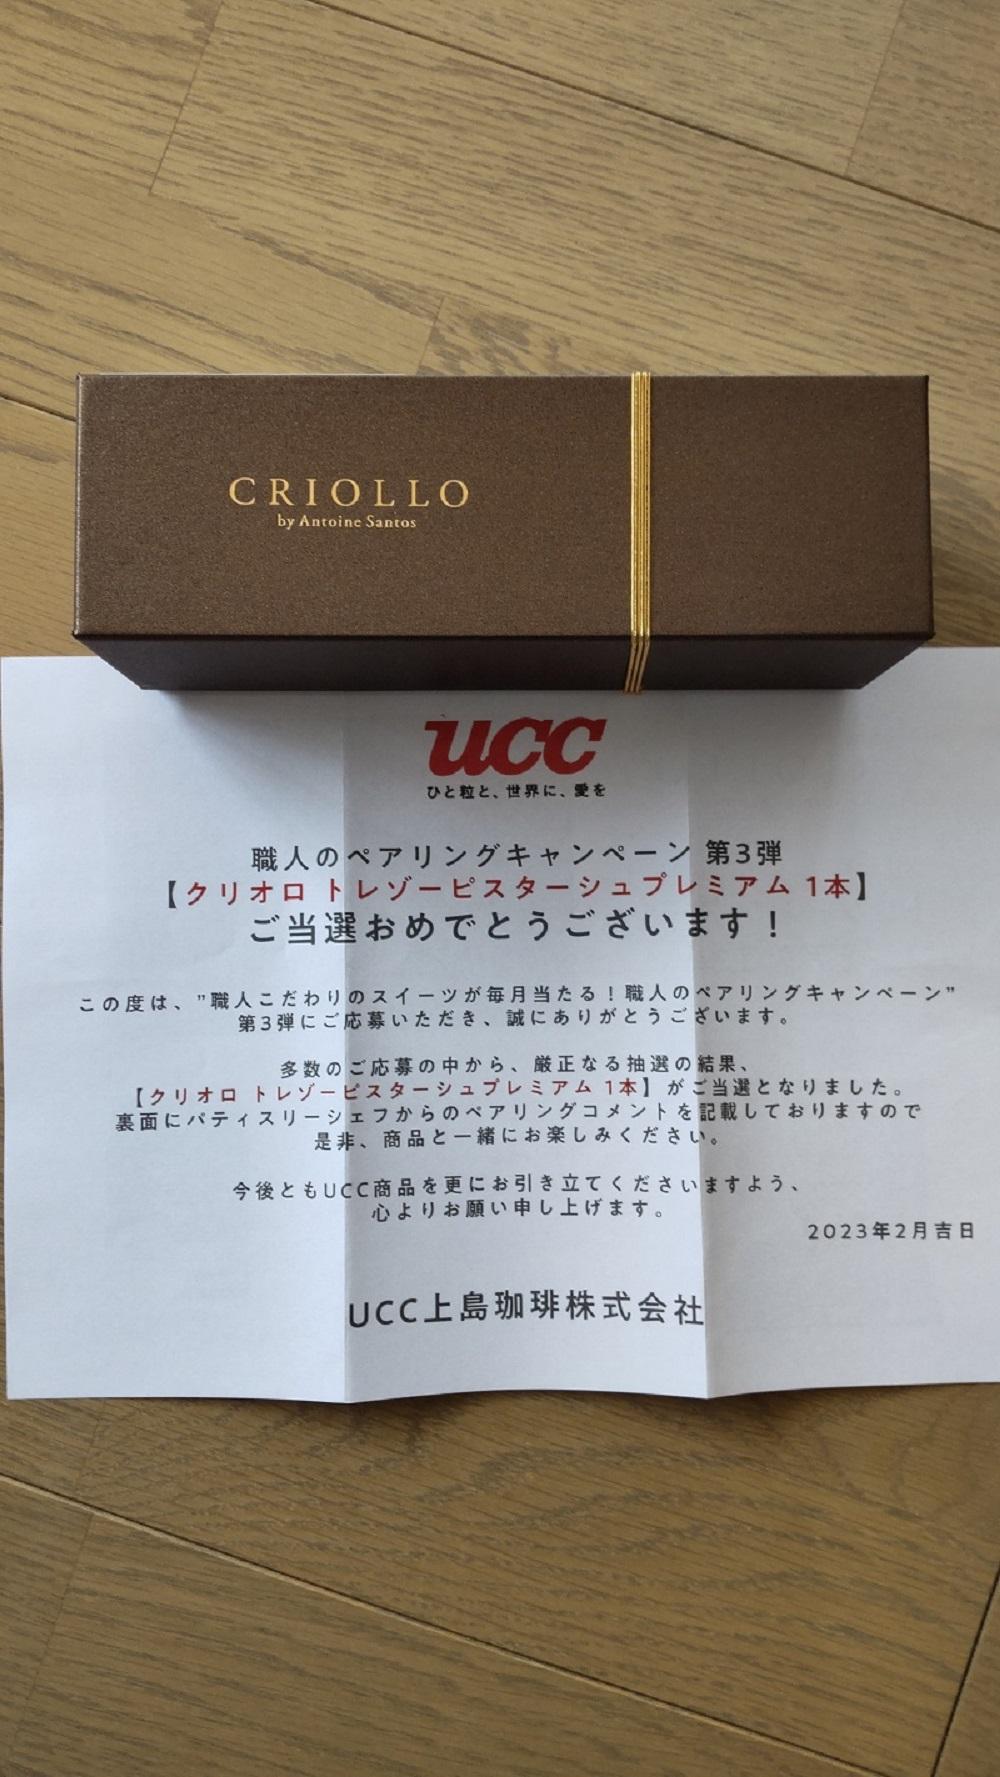 CRIOLLO
by Antoine Santos
ucc
ひと粒と、世界に、愛を
職人のペアリングキャンペーン 第3弾
【クリオロ トレゾーピスターシュプレミアム 1本】
ご当選おめでとうございます！
この度は、”職人こだわりのスイーツが毎月当たる！職人のペアリングキャンペーン”
第3弾にご応募いただき、誠にありがとうございます。
多数のご応募の中から、厳正なる抽選の結果、
【クリオロ トレゾーピスターシュプレミアム 1本】がご当選となりました。
裏面にパティスリーシェフからのペアリングコメントを記載しておりますので
是非、商品と一緒にお楽しみください。
今後ともUCC商品を更にお引き立てくださいますよう、
心よりお願い申し上げます。
2023年2月吉日
UCC上島珈琲株式会社